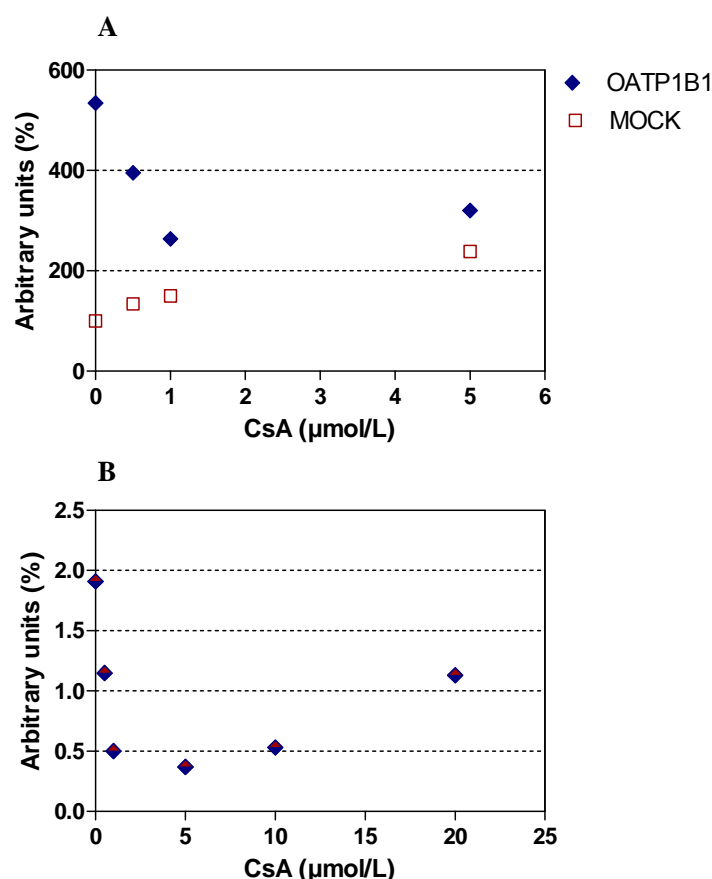 A
OATP1B1
MOCK
Arbitrary units (%)
600
400
200
0
0 1 2 3 4 5 6
CsA (µmol/L)
B
Arbitrary units (%)
2.5
2.0
1.5
1.0
0.5
0.0
0 5 10 15 20 25
CsA (µmol/L)